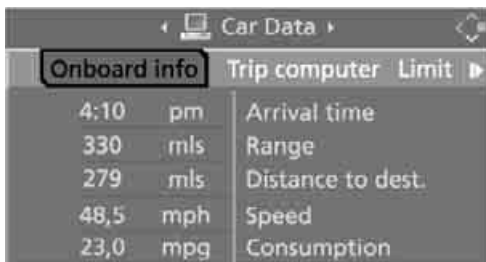 Car Data
Onboard info Trip computer Limit
4:10 pm Arrival time
330 mls Range
279 mls Distance to dest.
48,5 mph Speed
23,0 mpg Consumption